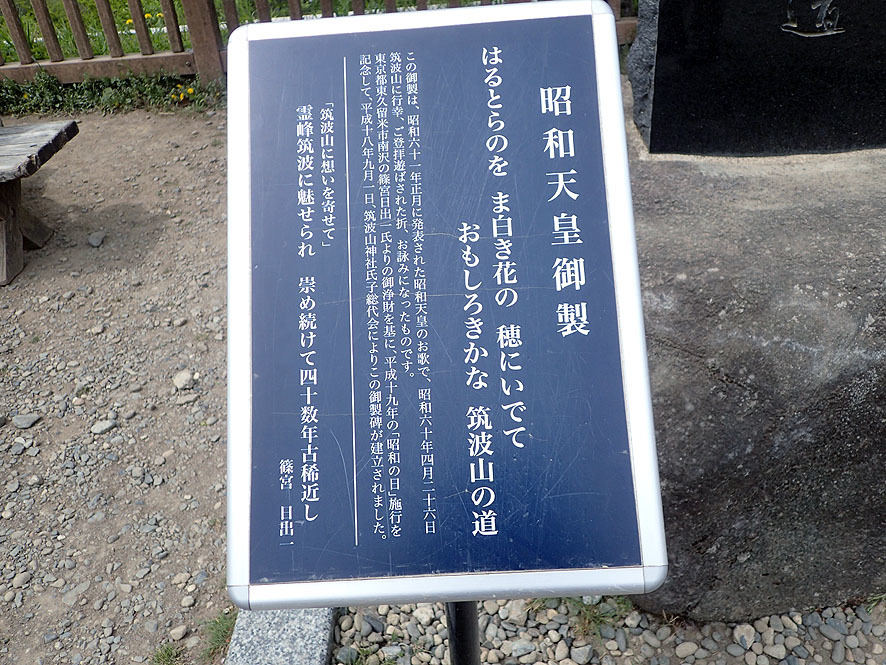 昭和天皇御製
はるとらのを　ま白き花の　穂にいでて
おもしろきかな　筑波山の道
この御製は、昭和六十一年正月に発表された昭和天皇のお歌で、昭和六十年四月二十六日
筑波山に行幸、ご登拝遊ばされた折、お詠みになったものです。
東京都東久留米市南沢の篠宮日出一氏よりの御浄財を基に、平成十九年の「昭和の日」施行を
記念して、平成十八年九月一日、筑波山神社氏子総代会によりこの御製碑が建立されました。
「筑波山に想いを寄せて」
霊峰筑波に魅せられ　崇め続けて四十数年古稀近し
篠宮　日出一